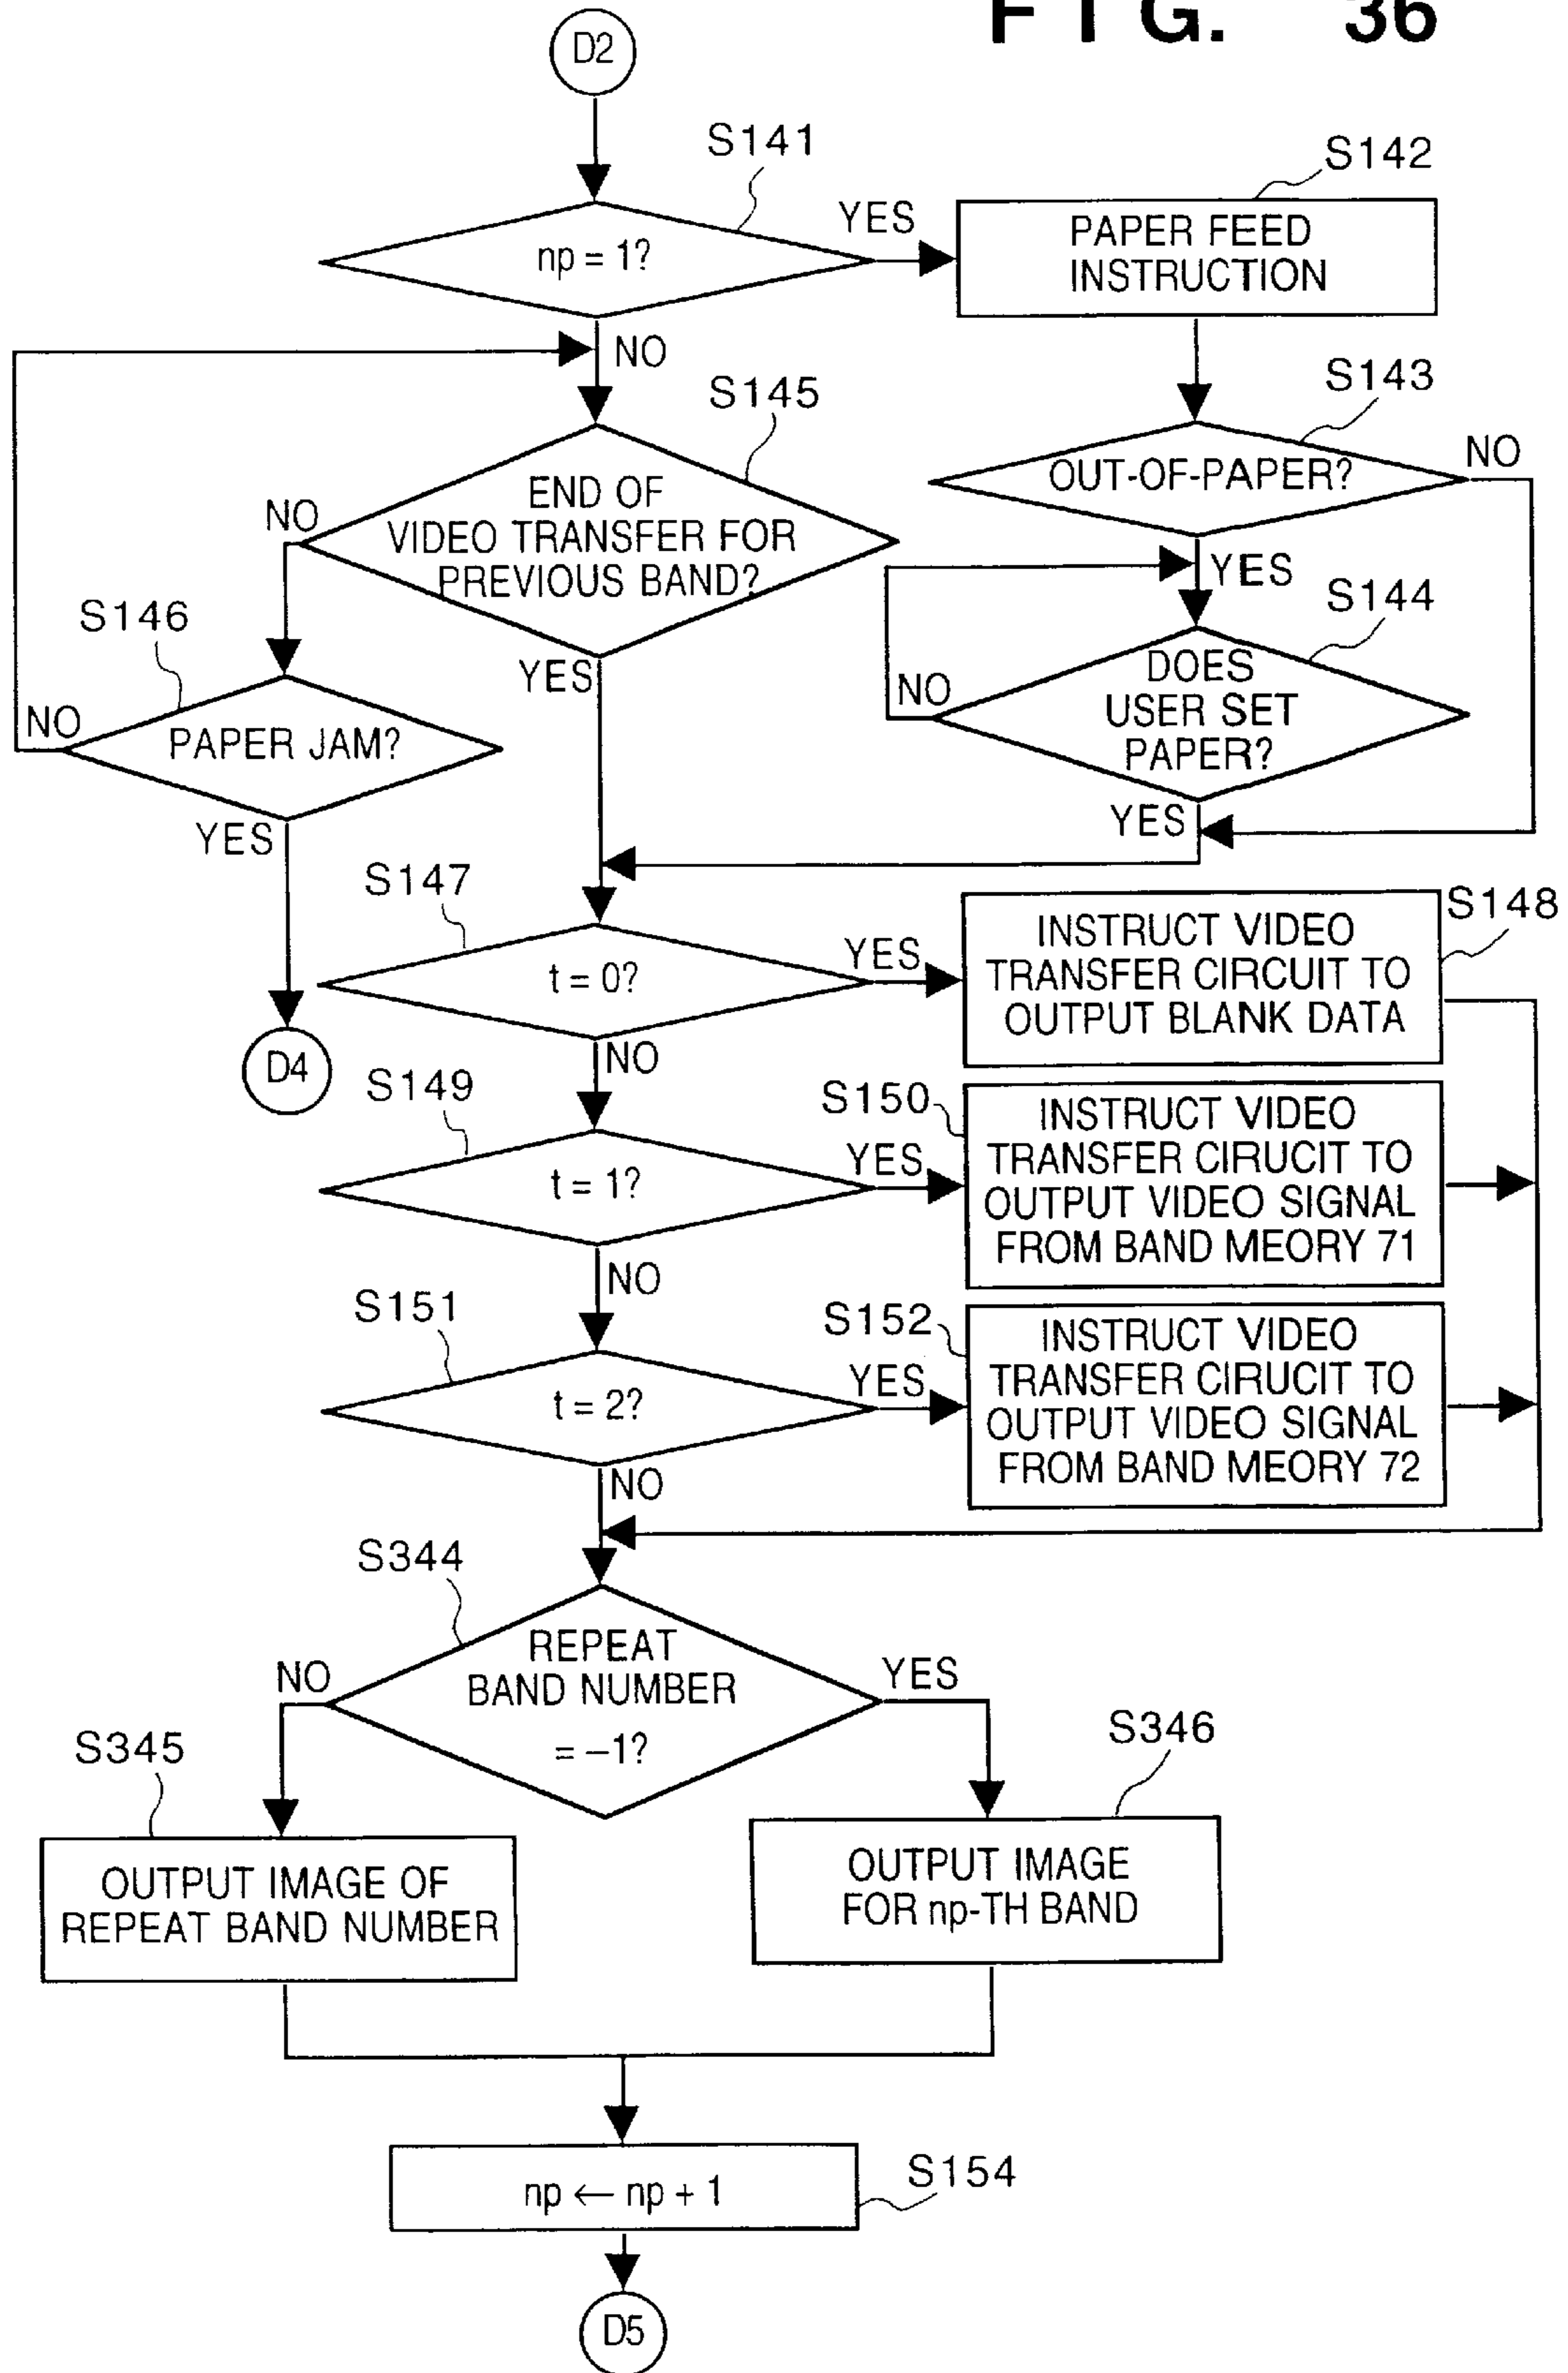 FIG. 36
D2
S141
np = 1?
YES
S142
PAPER FEED
INSTRUCTION
NO
S145
END OF
VIDEO TRANSFER FOR
PREVIOUS BAND?
NO
YES
S143
OUT-OF-PAPER?
NO
YES
S144
DOES
USER SET
PAPER?
NO
YES
S146
PAPER JAM?
NO
YES
D4
S147
t = 0?
YES
S148
INSTRUCT VIDEO
TRANSFER CIRCUIT TO
OUTPUT BLANK DATA
NO
S149
t = 1?
YES
S150
INSTRUCT VIDEO
TRANSFER CIRUCIT TO
OUTPUT VIDEO SIGNAL
FROM BAND MEORY 71
NO
S151
t = 2?
YES
S152
INSTRUCT VIDEO
TRANSFER CIRUCIT TO
OUTPUT VIDEO SIGNAL
FROM BAND MEORY 72
NO
S344
REPEAT
BAND NUMBER
= –1?
NO
YES
S345
OUTPUT IMAGE OF
REPEAT BAND NUMBER
S346
OUTPUT IMAGE
FOR np-TH BAND
np ← np + 1
S154
D5